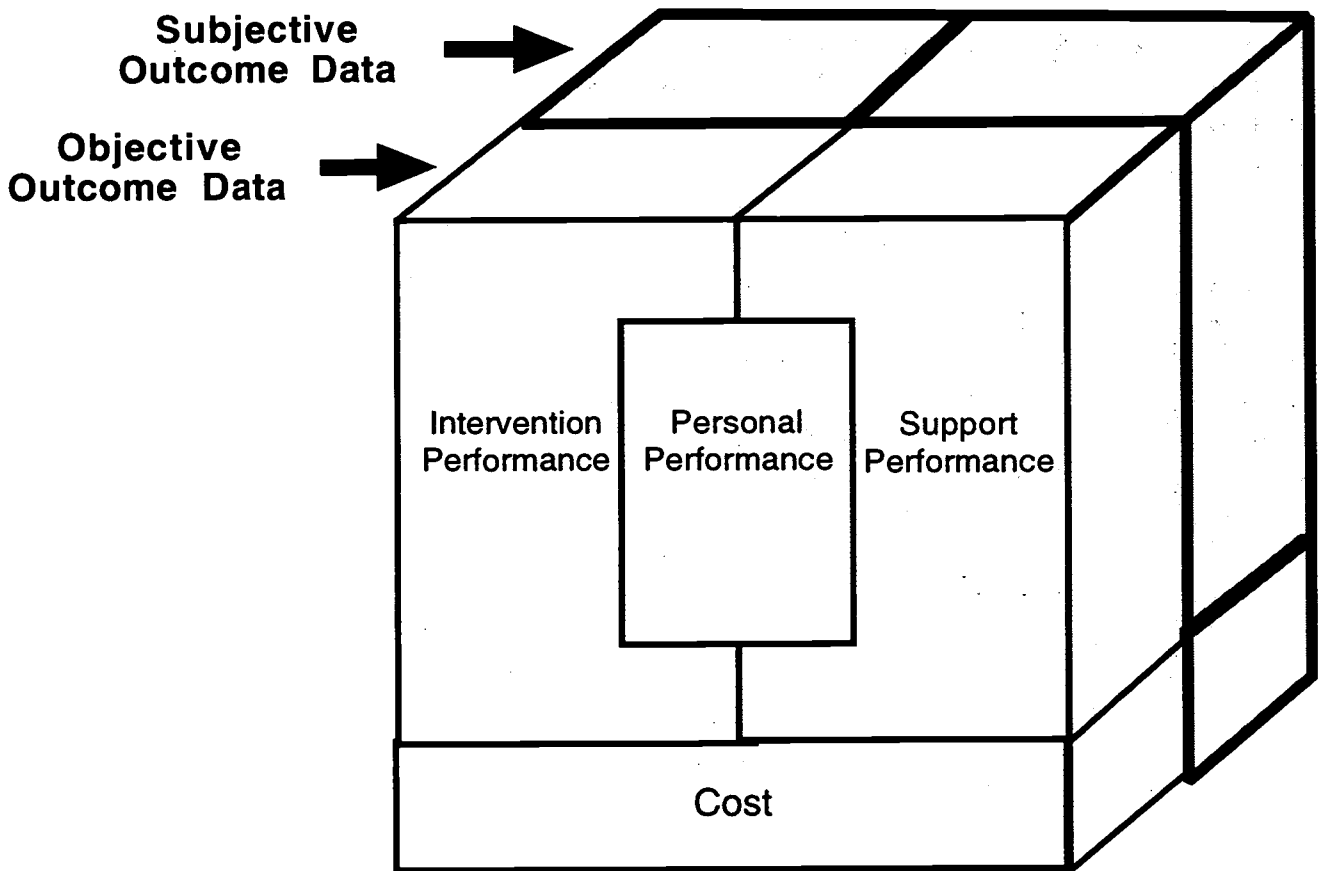 Subjective
Outcome Data
Objective
Outcome Data
Intervention
Performance
Personal
Performance
Support
Performance
Cost